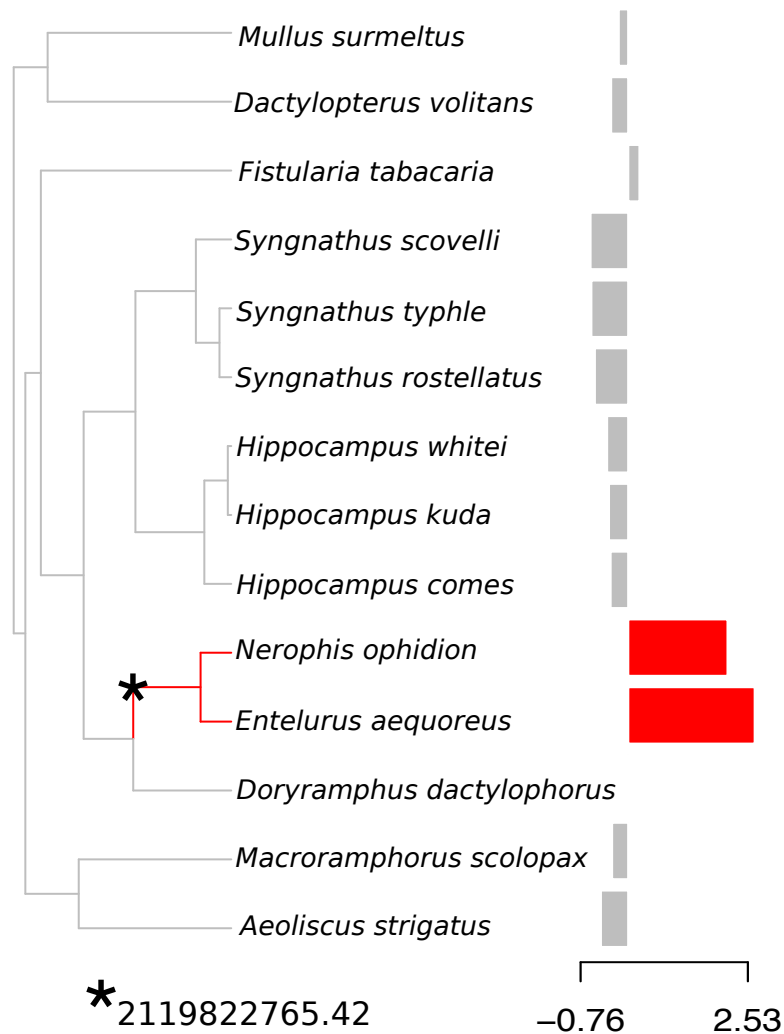 Mullus surmeltus
Dactylopterus volitans
Fistularia tabacaria
Syngnathus scovelli
Syngnathus typhle
Syngnathus rostellatus
Hippocampus whitei
Hippocampus kuda
Hippocampus comes
*
Nerophis ophidion
Entelurus aequoreus
Doryramphus dactylophorus
Macroramphorus scolopax
Aeoliscus strigatus
*2119822765.42
−0.76 2.53